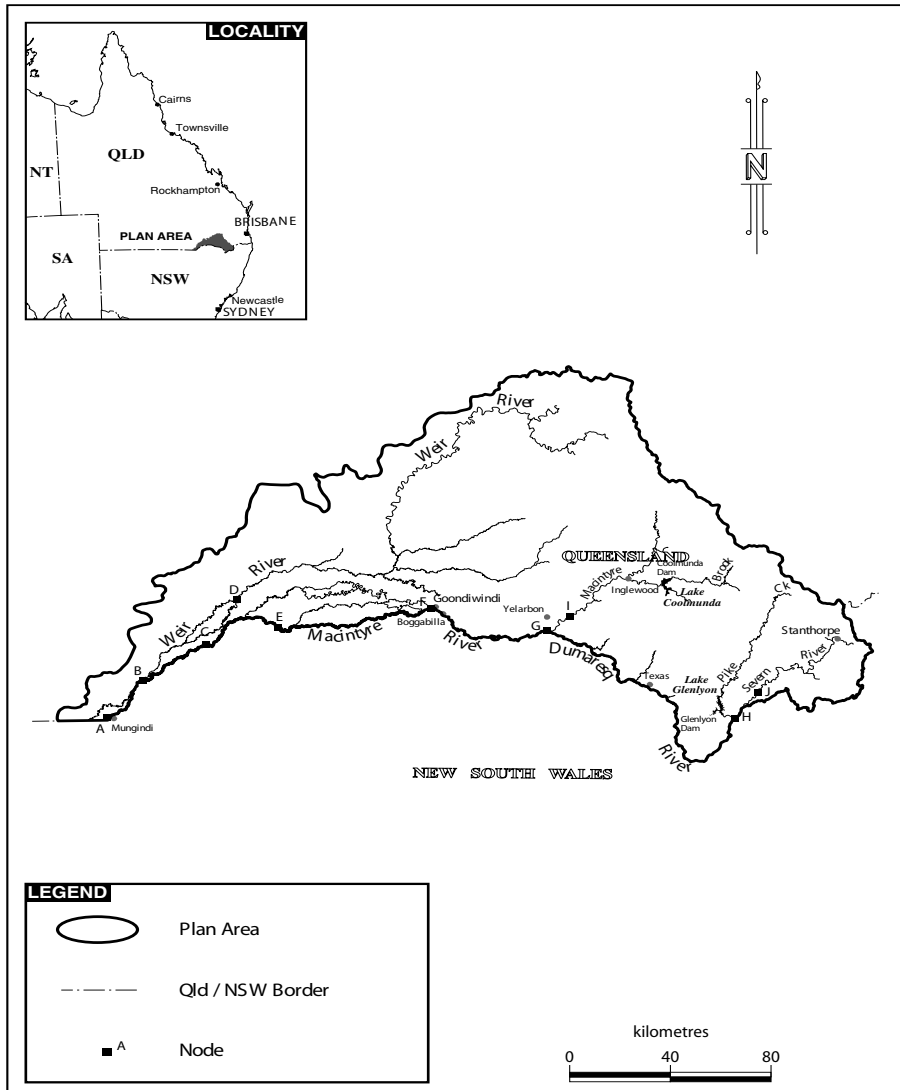 LOCALITY
Cairns
Townsville
QLD
NT
Rockhampton
BRISBANE
PLAN AREA
SA
NSW
Newcastle
SYDNEY
N
Weir River
QUEENSLAND
Coolmunda
Dam
Macintyre
Brook
Inglewood
Lake
Coolmunda
Ck
Pike
Weir River
D
F
Goondiwindi
Boggabilla
Yelarbon
I
G
E
C
Macintyre River
Dumaresq River
Stanthorpe
Severn River
Texas
Lake
Glenlyon
J
Glenlyon
Dam
H
B
A
Mungindi
NEW SOUTH WALES
LEGEND
Plan Area
Qld / NSW Border
A Node
kilometres
0 40 80